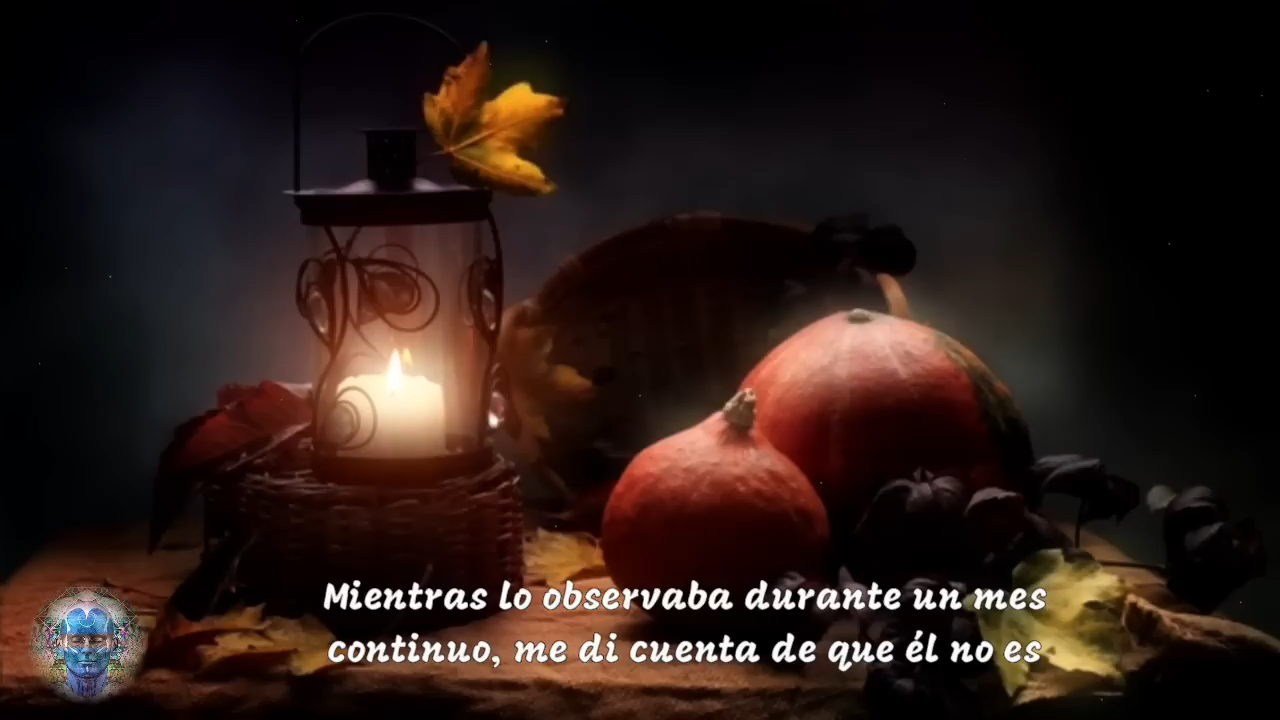 Mientras lo observaba durante un mes
continuo, me di cuenta de que él no es